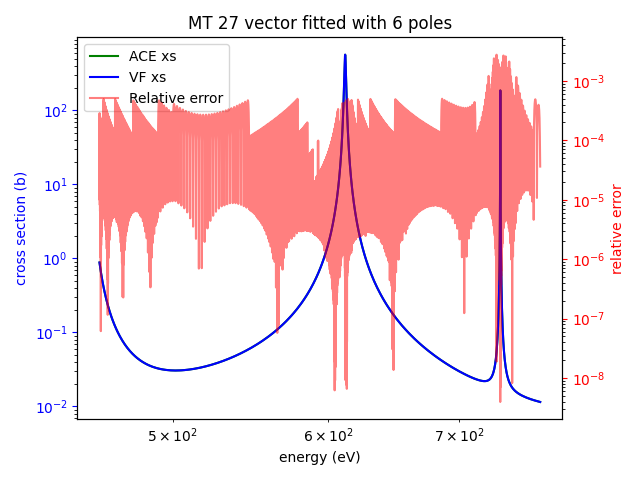 MT 27 vector fitted with 6 poles
ACE xs
VF xs
Relative error
10²
10¹
10⁰
10⁻¹
10⁻²
cross section (b)
10⁻³
10⁻⁴
10⁻⁵
10⁻⁶
10⁻⁷
10⁻⁸
relative error
5 × 10² 6 × 10² 7 × 10²
energy (eV)